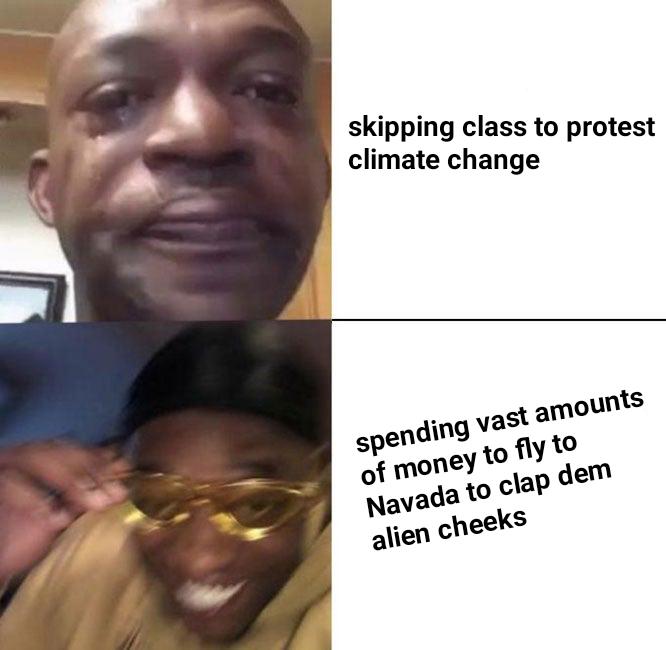 skipping class to protest
climate change
spending vast amounts
of money to fly to
Navada to clap dem
alien cheeks